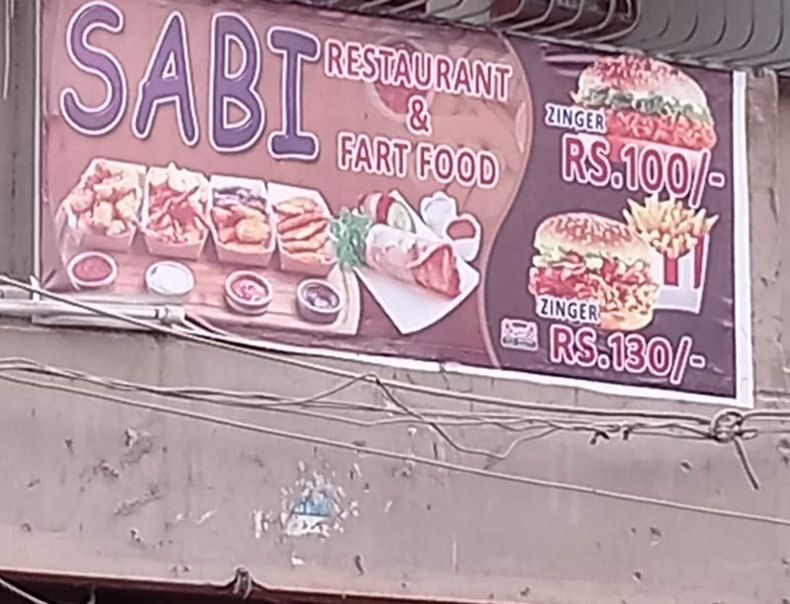 SABI
RESTAURANT
&
FART FOOD
ZINGER
RS.100/-
ZINGER
RS.130/-